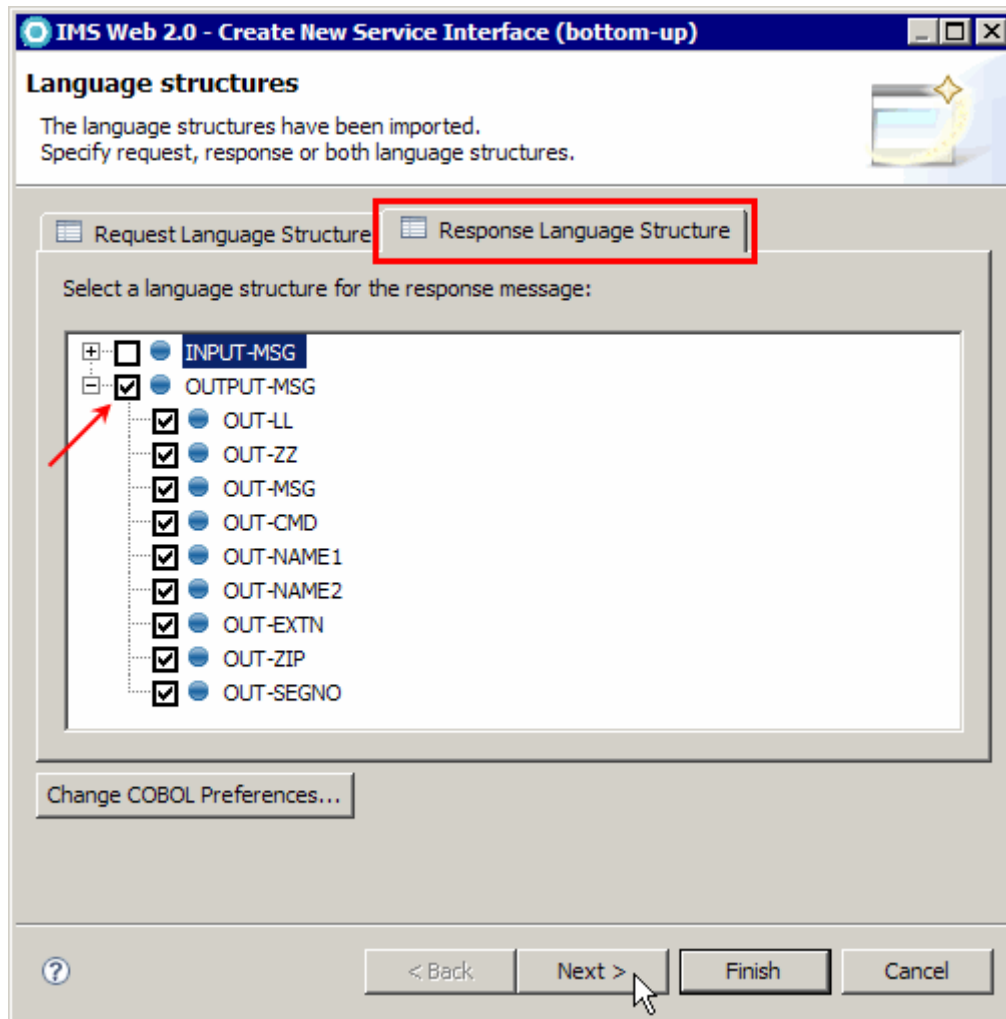 IMS Web 2.0 - Create New Service Interface (bottom-up)
Language structures
The language structures have been imported.
Specify request, response or both language structures.
Request Language Structure
Response Language Structure
Select a language structure for the response message:
INPUT-MSG
OUTPUT-MSG
OUT-LL
OUT-ZZ
OUT-MSG
OUT-CMD
OUT-NAME1
OUT-NAME2
OUT-EXTN
OUT-ZIP
OUT-SEGNO
Change COBOL Preferences...
< Back
Next >
Finish
Cancel